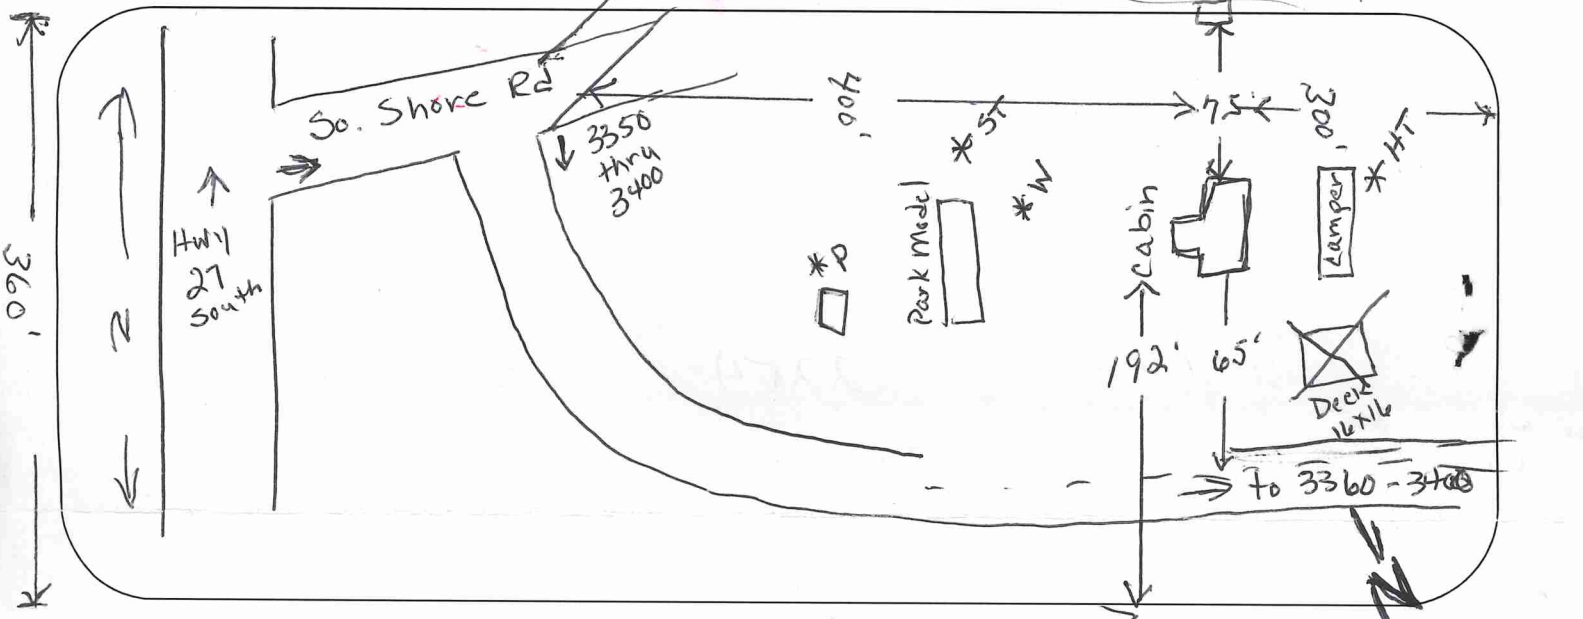 So. Shore Rd
3350
thru
3400
400'
75
300'
* ST
* W
* HT
* P
Park Model
Cabin
Camper
360'
N
Hwy
27
South
192'
65'
Deck
16x16
To 3360-3400